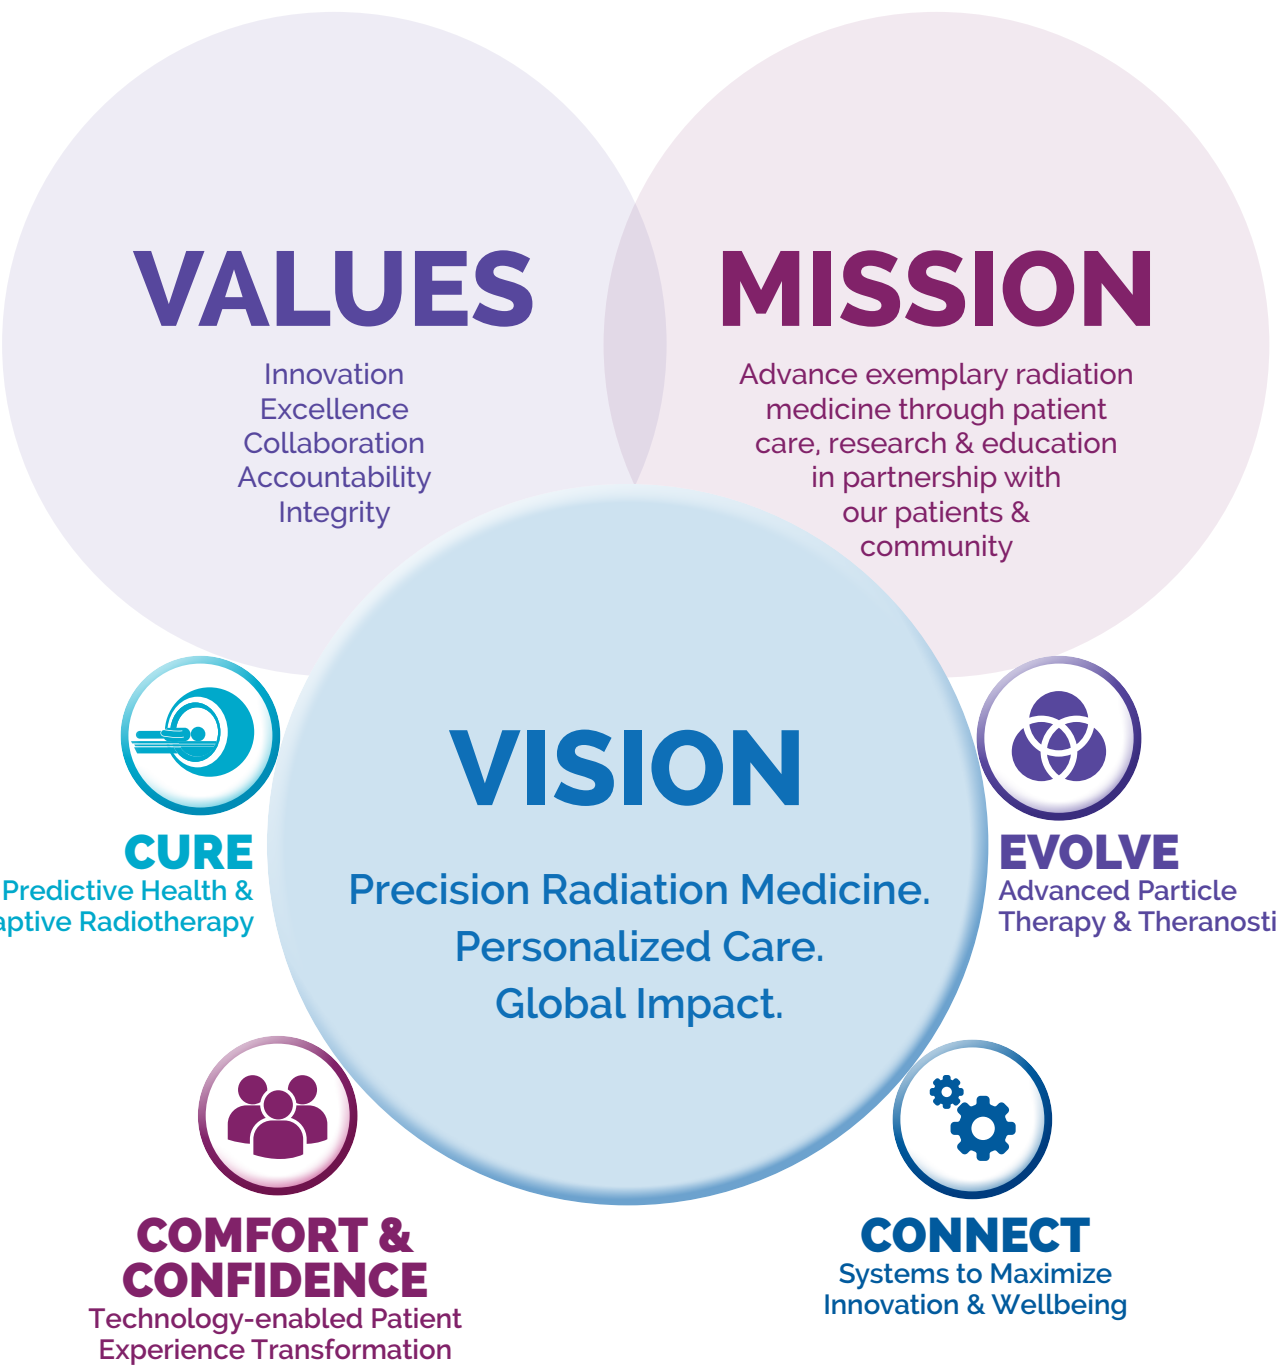 VALUES
Innovation
Excellence
Collaboration
Accountability
Integrity
MISSION
Advance exemplary radiation
medicine through patient
care, research & education
in partnership with
our patients &
community
VISION
Precision Radiation Medicine.
Personalized Care.
Global Impact.
CURE
Predictive Health &
Radiotherapy
EVOLVE
Advanced Particle
Therapy &
COMFORT &
CONFIDENCE
Technology-enabled Patient
Experience Transformation
CONNECT
Systems to Maximize
Innovation & Wellbeing